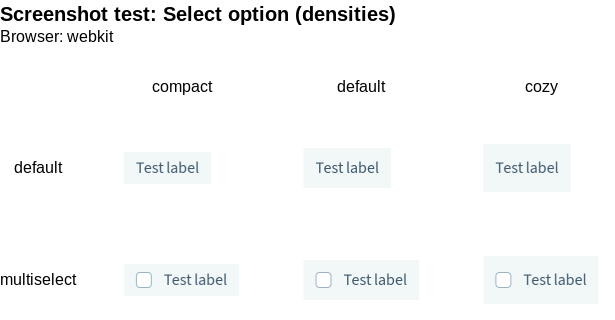 Screenshot test: Select option (densities)
Browser: webkit
compact default cozy
default Test label Test label Test label
multiselect Test label Test label Test label